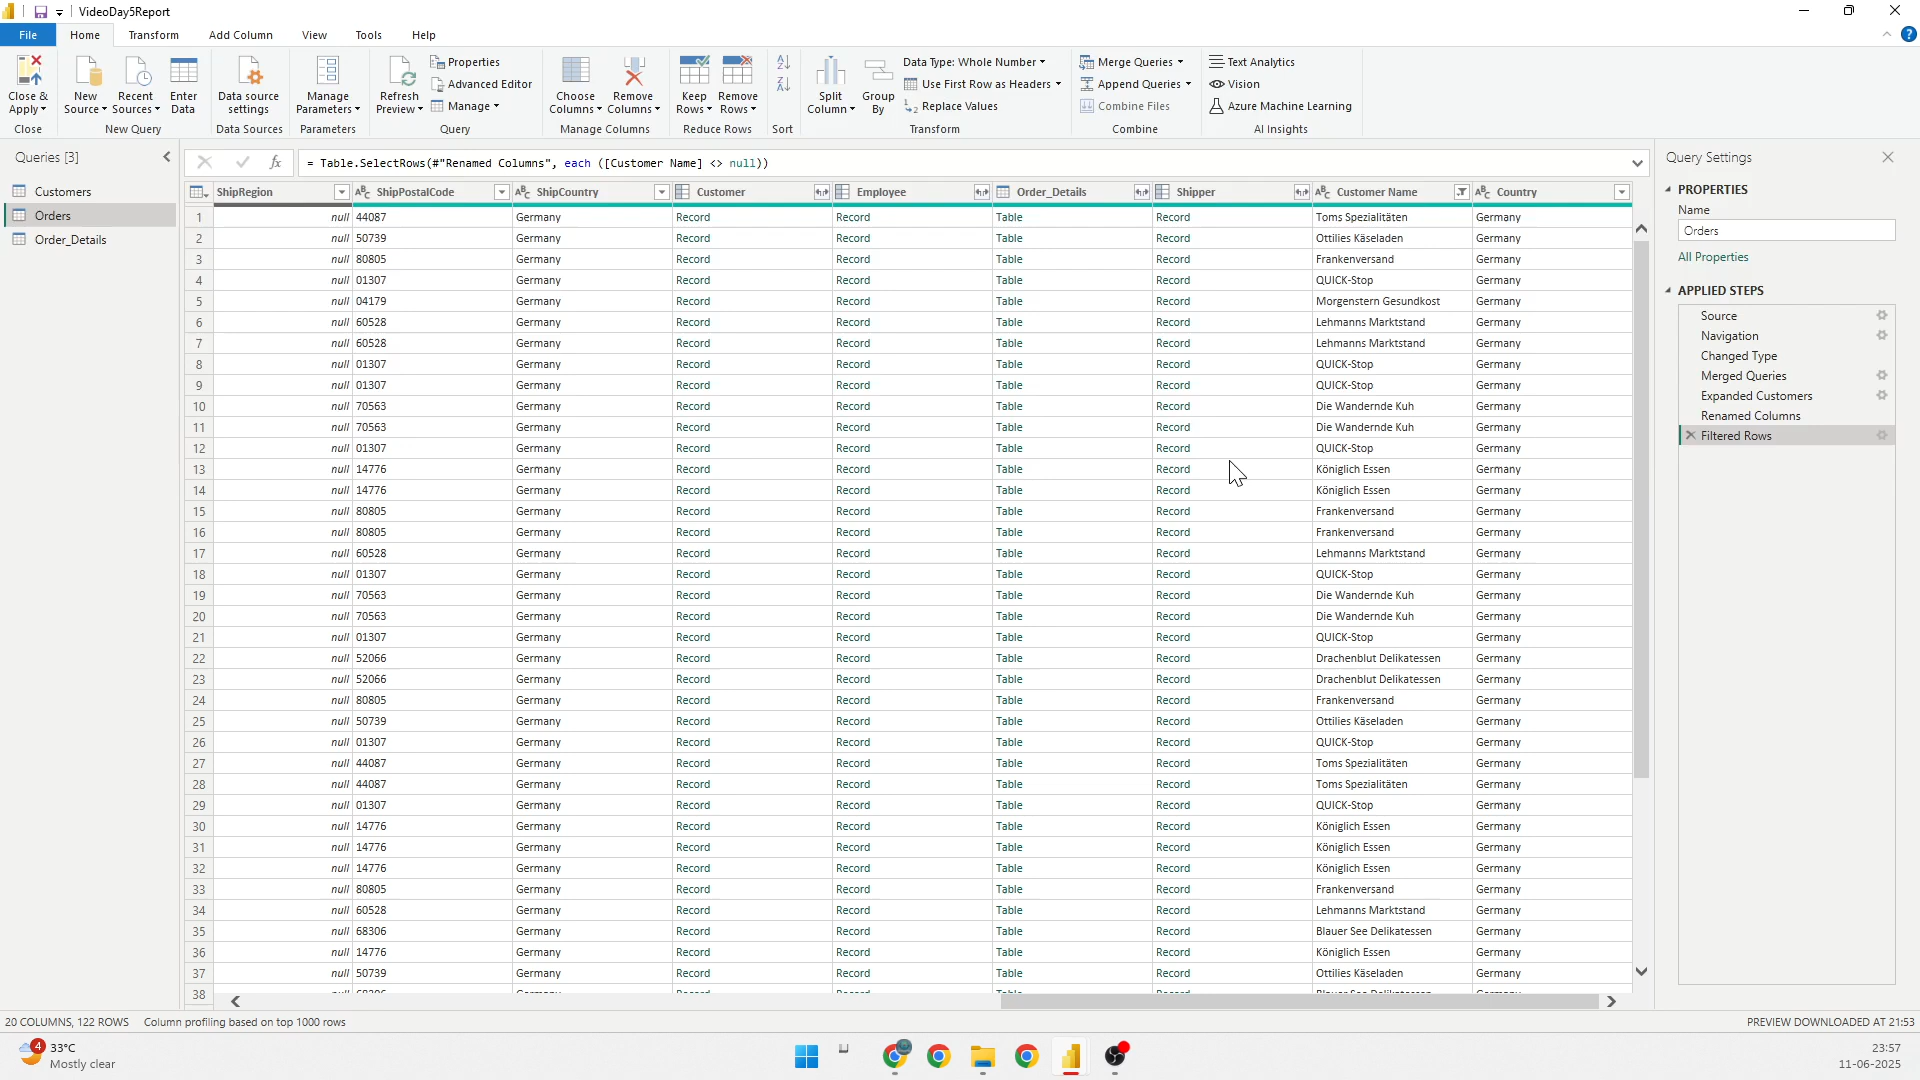 VideoDay5Report
File Home Transform Add Column View Tools Help
Close & Apply
New Source
Recent Sources
Enter Data
Data source settings
Manage Parameters
Refresh Preview
Properties
Advanced Editor
Manage
Choose Columns
Remove Columns
Keep Rows
Remove Rows
Split Column
Group By
Data Type: Whole Number
Use First Row as Headers
Replace Values
Merge Queries
Append Queries
Combine Files
Text Analytics
Vision
Azure Machine Learning
Close New Query Data Sources Parameters Query Manage Columns Reduce Rows Sort Transform Combine AI Insights
Queries [3]
Customers
Orders
Order_Details
= Table.SelectRows(#"Renamed Columns", each ([Customer Name] <> null))
ShipRegion ShipPostalCode ShipCountry Customer Employee Order_Details Shipper Customer Name Country
1 null 44087 Germany Record Record Table Record Toms Spezialitäten Germany
2 null 50739 Germany Record Record Table Record Ottilies Käseladen Germany
3 null 80805 Germany Record Record Table Record Frankenversand Germany
4 null 01307 Germany Record Record Table Record QUICK-Stop Germany
5 null 04179 Germany Record Record Table Record Morgenstern Gesundkost Germany
6 null 60528 Germany Record Record Table Record Lehmanns Marktstand Germany
7 null 60528 Germany Record Record Table Record Lehmanns Marktstand Germany
8 null 01307 Germany Record Record Table Record QUICK-Stop Germany
9 null 01307 Germany Record Record Table Record QUICK-Stop Germany
10 null 70563 Germany Record Record Table Record Die Wandernde Kuh Germany
11 null 70563 Germany Record Record Table Record Die Wandernde Kuh Germany
12 null 01307 Germany Record Record Table Record QUICK-Stop Germany
13 null 14776 Germany Record Record Table Record Königlich Essen Germany
14 null 14776 Germany Record Record Table Record Königlich Essen Germany
15 null 80805 Germany Record Record Table Record Frankenversand Germany
16 null 80805 Germany Record Record Table Record Frankenversand Germany
17 null 60528 Germany Record Record Table Record Lehmanns Marktstand Germany
18 null 01307 Germany Record Record Table Record QUICK-Stop Germany
19 null 70563 Germany Record Record Table Record Die Wandernde Kuh Germany
20 null 70563 Germany Record Record Table Record Die Wandernde Kuh Germany
21 null 01307 Germany Record Record Table Record QUICK-Stop Germany
22 null 52066 Germany Record Record Table Record Drachenblut Delikatessen Germany
23 null 52066 Germany Record Record Table Record Drachenblut Delikatessen Germany
24 null 80805 Germany Record Record Table Record Frankenversand Germany
25 null 50739 Germany Record Record Table Record Ottilies Käseladen Germany
26 null 01307 Germany Record Record Table Record QUICK-Stop Germany
27 null 44087 Germany Record Record Table Record Toms Spezialitäten Germany
28 null 44087 Germany Record Record Table Record Toms Spezialitäten Germany
29 null 01307 Germany Record Record Table Record QUICK-Stop Germany
30 null 14776 Germany Record Record Table Record Königlich Essen Germany
31 null 14776 Germany Record Record Table Record Königlich Essen Germany
32 null 14776 Germany Record Record Table Record Königlich Essen Germany
33 null 80805 Germany Record Record Table Record Frankenversand Germany
34 null 60528 Germany Record Record Table Record Lehmanns Marktstand Germany
35 null 68306 Germany Record Record Table Record Blauer See Delikatessen Germany
36 null 14776 Germany Record Record Table Record Königlich Essen Germany
37 null 50739 Germany Record Record Table Record Ottilies Käseladen Germany
38
Query Settings
PROPERTIES
Name
Orders
All Properties
APPLIED STEPS
Source
Navigation
Changed Type
Merged Queries
Expanded Customers
Renamed Columns
Filtered Rows
20 COLUMNS, 122 ROWS Column profiling based on top 1000 rows PREVIEW DOWNLOADED AT 21:53
4 33°C
Mostly clear
23:57
11-06-2025